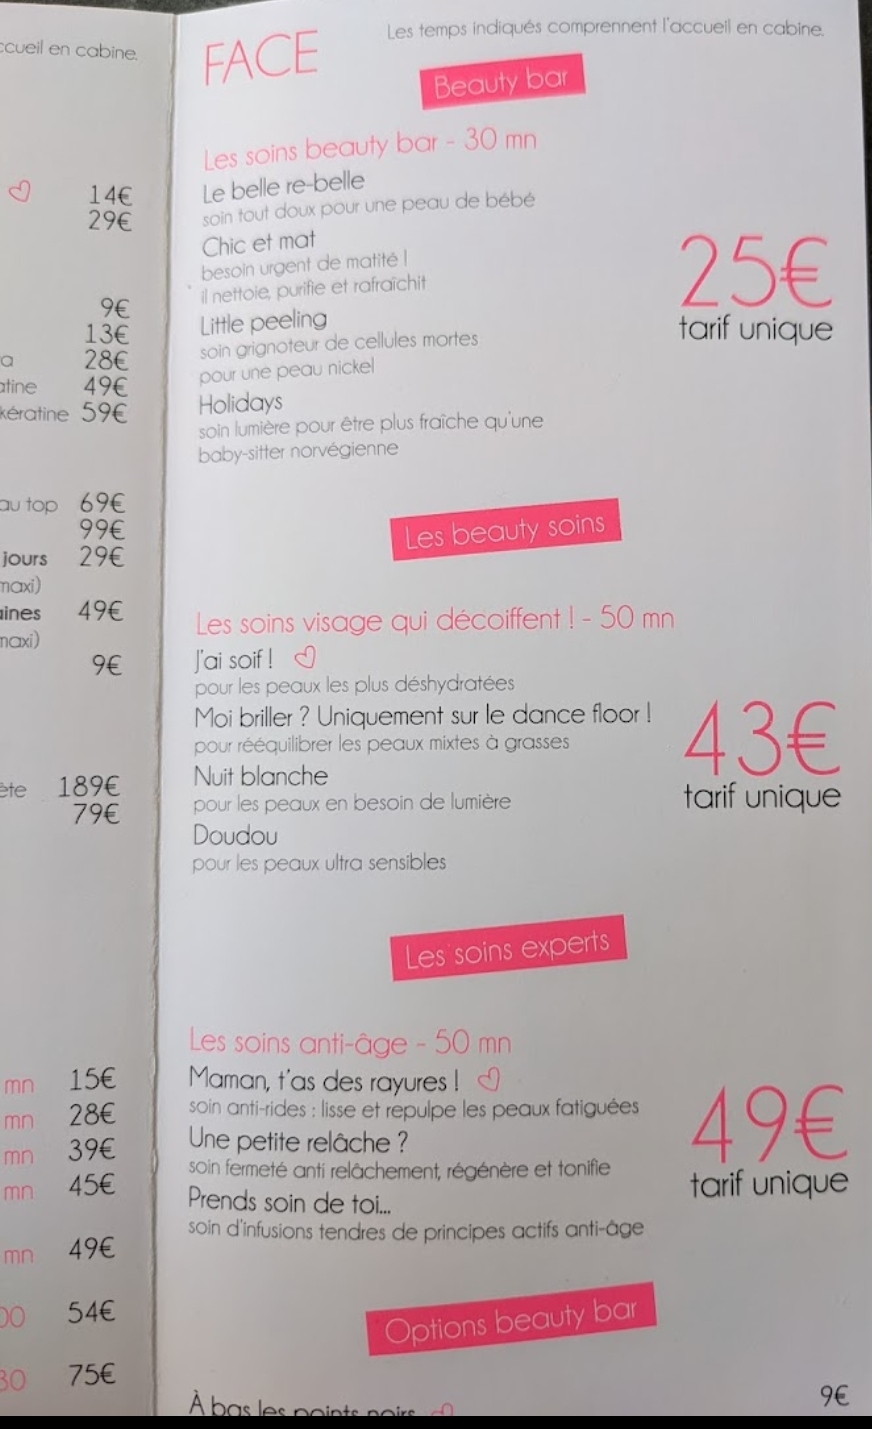 ccueil en cabine.
14€
29€
9€
13€
28€
49€
kératine 59€
au top 69€
99€
jours 29€
maxi)
49€
maxi)
9€
189€
79€
mn 15€
mn 28€
mn 39€
mn 45€
mn 49€
54€
75€
FACE
Les temps indiqués comprennent l'accueil en cabine.
Beauty bar
Les soins beauty bar - 30 mn
Le belle re-belle
soin tout doux pour une peau de bébé
Chic et mat
besoin urgent de matité !
il nettoie, purifie et rafraîchit
Little peeling
soin grignoteur de cellules mortes
pour une peau nickel
Holidays
soin lumière pour être plus fraîche qu'une
baby-sitter norvégienne
25€
tarif unique
Les beauty soins
Les soins visage qui décoiffent ! - 50 mn
J'ai soif !
pour les peaux les plus déshydratées
Moi briller ? Uniquement sur le dance floor !
pour rééquilibrer les peaux mixtes à grasses
Nuit blanche
pour les peaux en besoin de lumière
Doudou
pour les peaux ultra sensibles
43€
tarif unique
Les soins experts
Les soins anti-âge - 50 mn
Maman, t'as des rayures !
soin anti-rides : lisse et repulpe les peaux fatiguées
Une petite relâche ?
soin fermeté anti relâchement, régénère et tonifie
Prends soin de toi...
soin d'infusions tendres de principes actifs anti-âge
49€
tarif unique
Options beauty bar
À bas les points noirs 9€